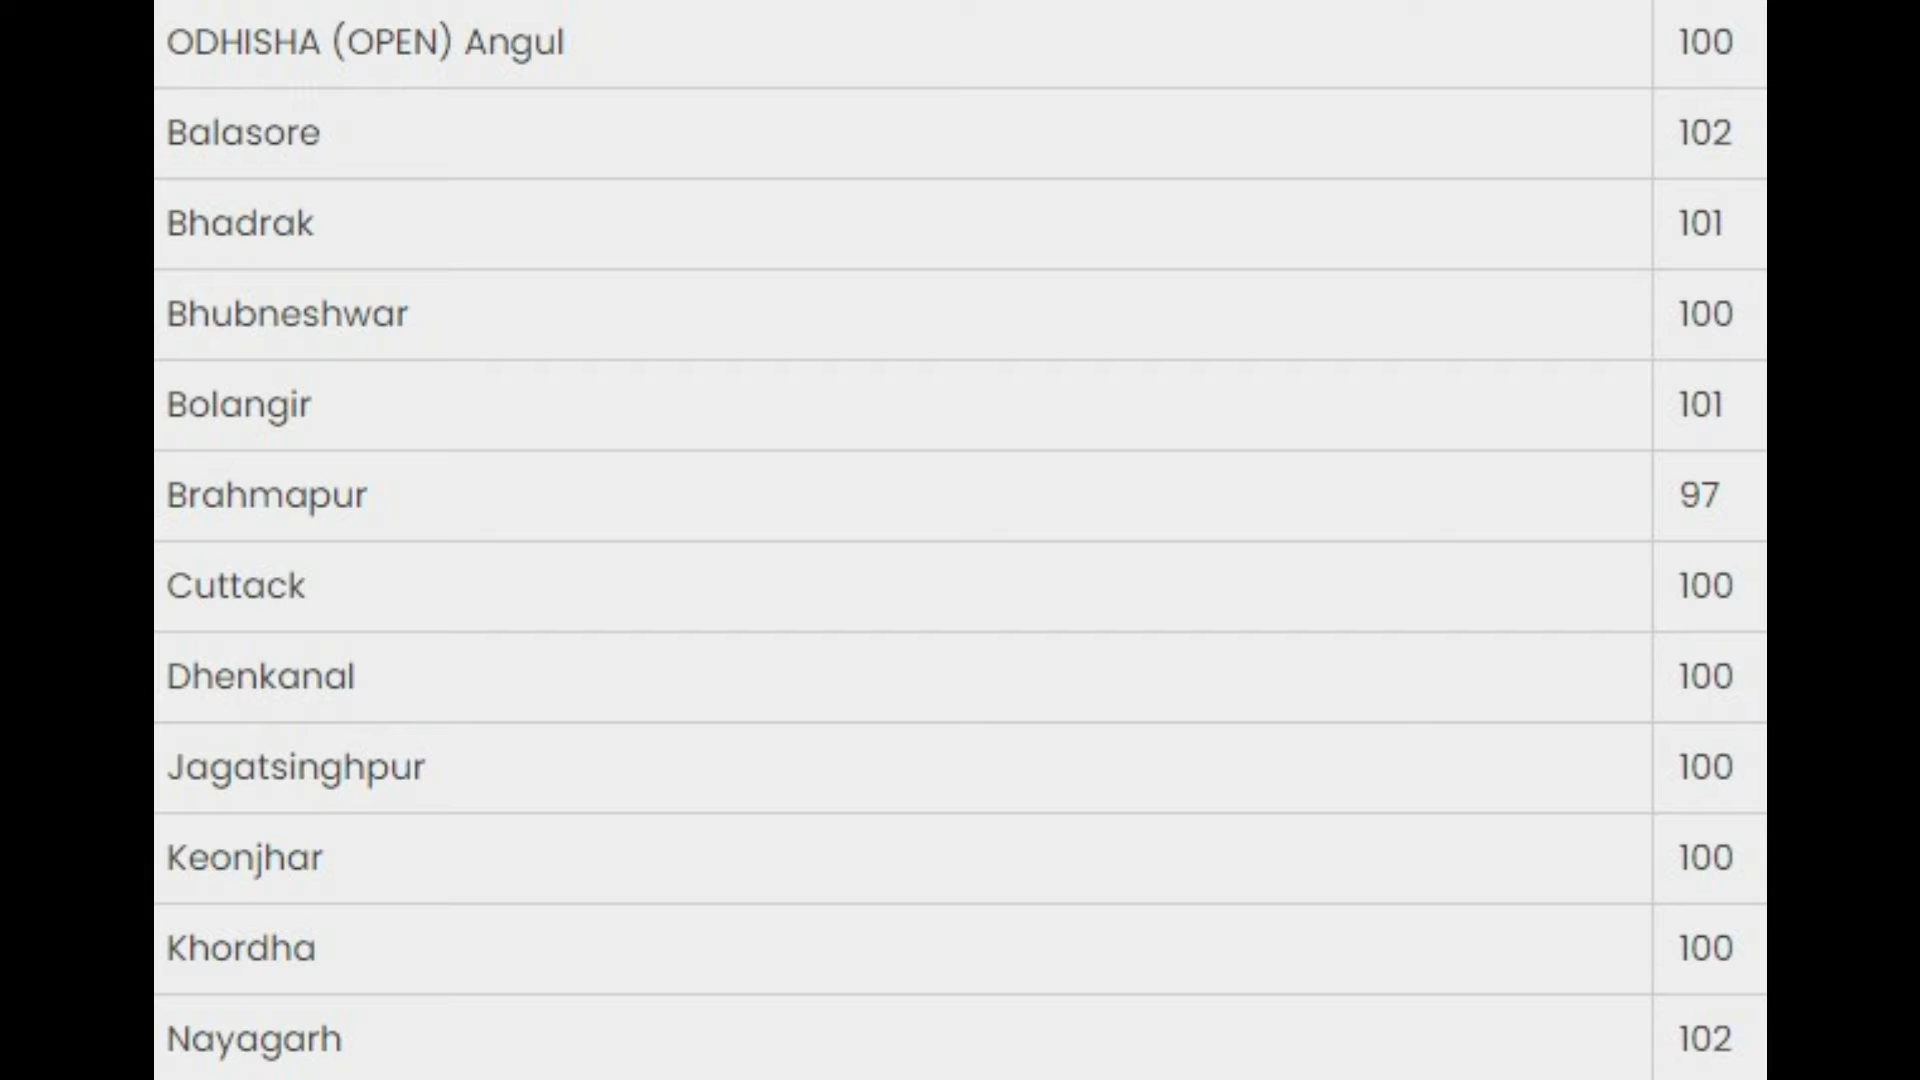 ODHISHA (OPEN) Angul 100
Balasore 102
Bhadrak 101
Bhubneshwar 100
Bolangir 101
Brahmapur 97
Cuttack 100
Dhenkanal 100
Jagatsinghpur 100
Keonjhar 100
Khordha 100
Nayagarh 102